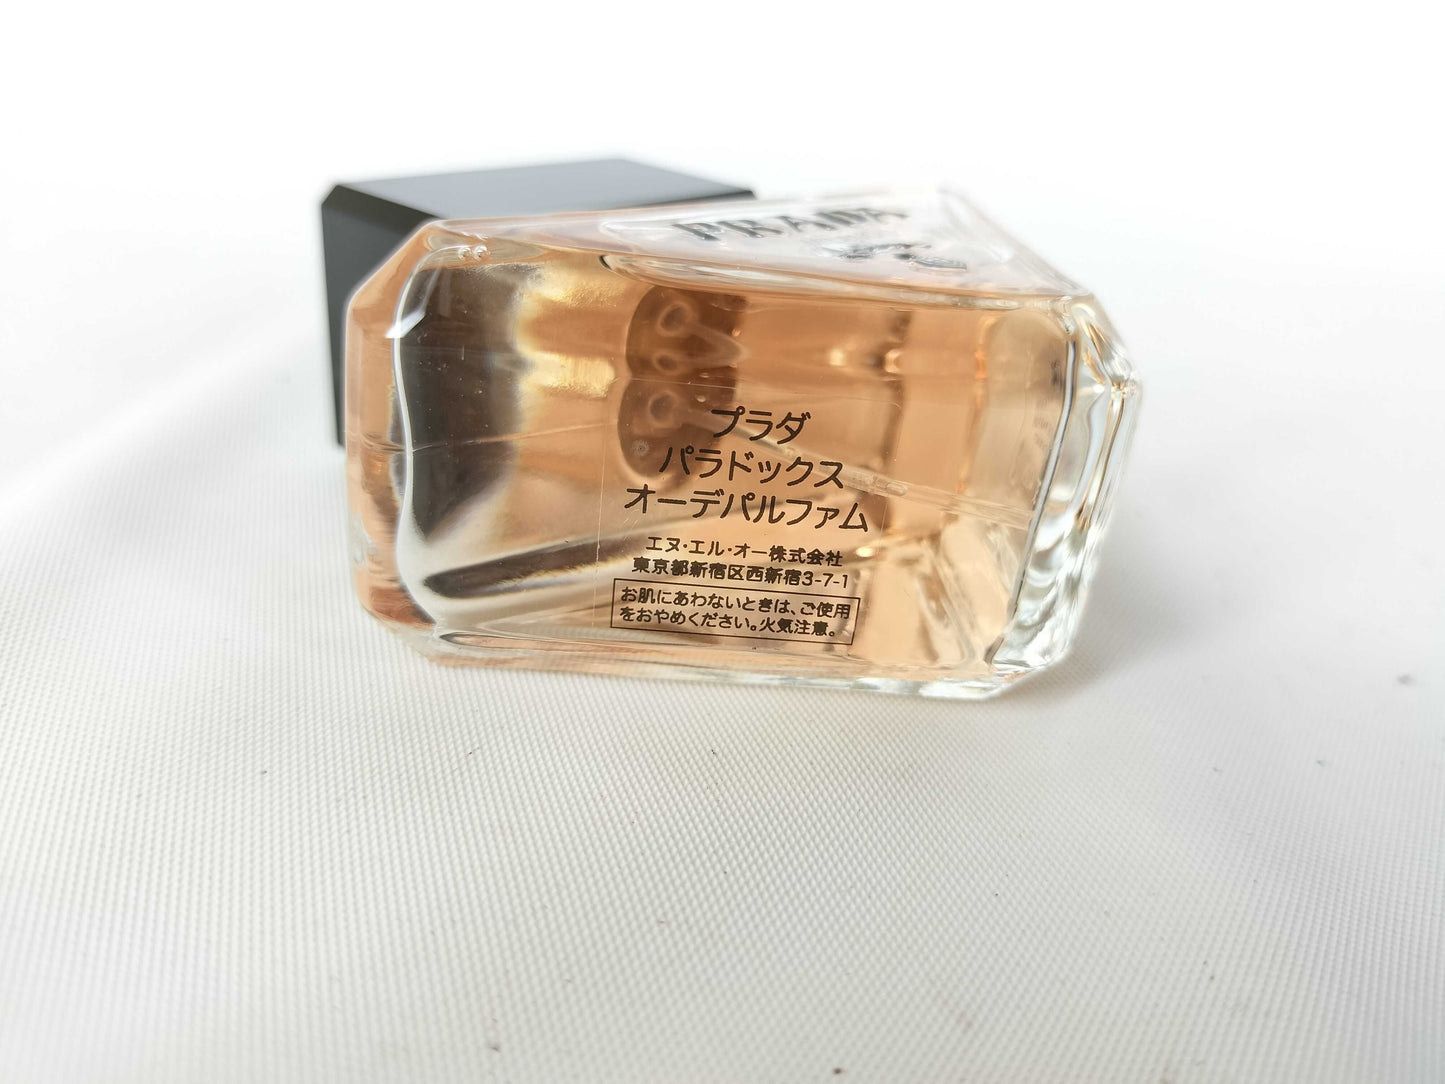 PRADA
プラダ
パラドックス
オーデパルファム
エヌ・エル・オー株式会社
東京都新宿区西新宿3-7-1
お肌にあわないときは、ご使用
をおやめください。火気注意。